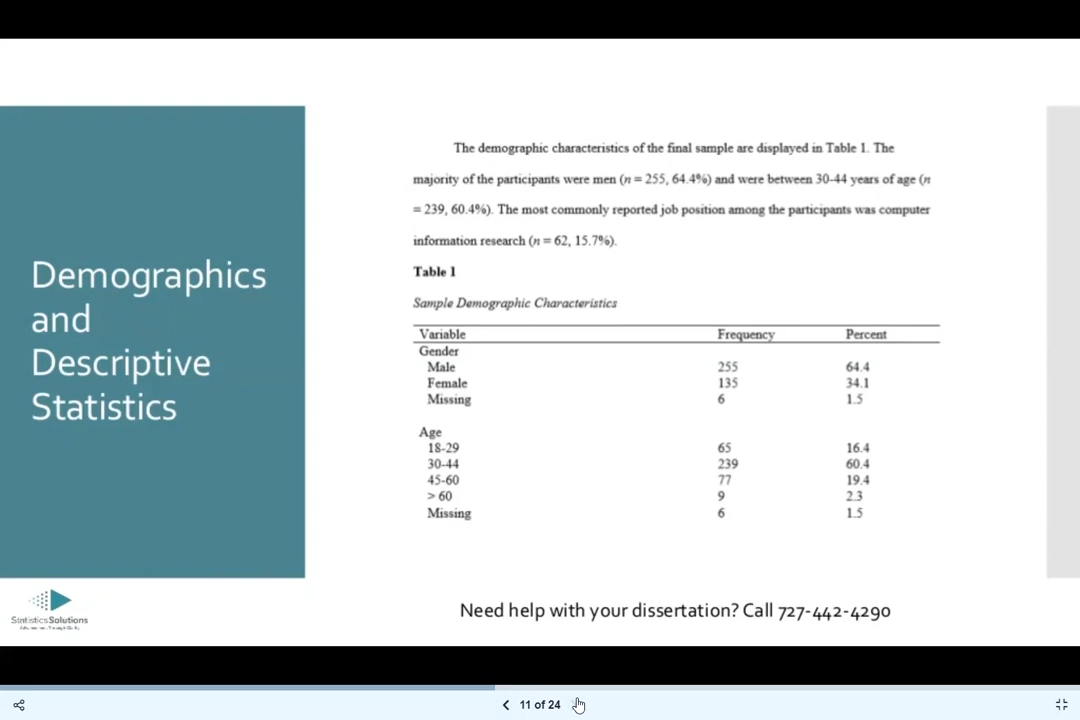 Demographics
and
Descriptive
Statistics
The demographic characteristics of the final sample are displayed in Table 1. The
majority of the participants were men (n = 255, 64.4%) and were between 30-44 years of age (n
= 239, 60.4%). The most commonly reported job position among the participants was computer
information research (n = 62, 15.7%).
Table 1
Sample Demographic Characteristics
Variable Frequency Percent
Gender
Male 255 64.4
Female 135 34.1
Missing 6 1.5
Age
18-29 65 16.4
30-44 239 60.4
45-60 77 19.4
> 60 9 2.3
Missing 6 1.5
StatisticsSolutions
Need help with your dissertation? Call 727-442-4290
11 of 24